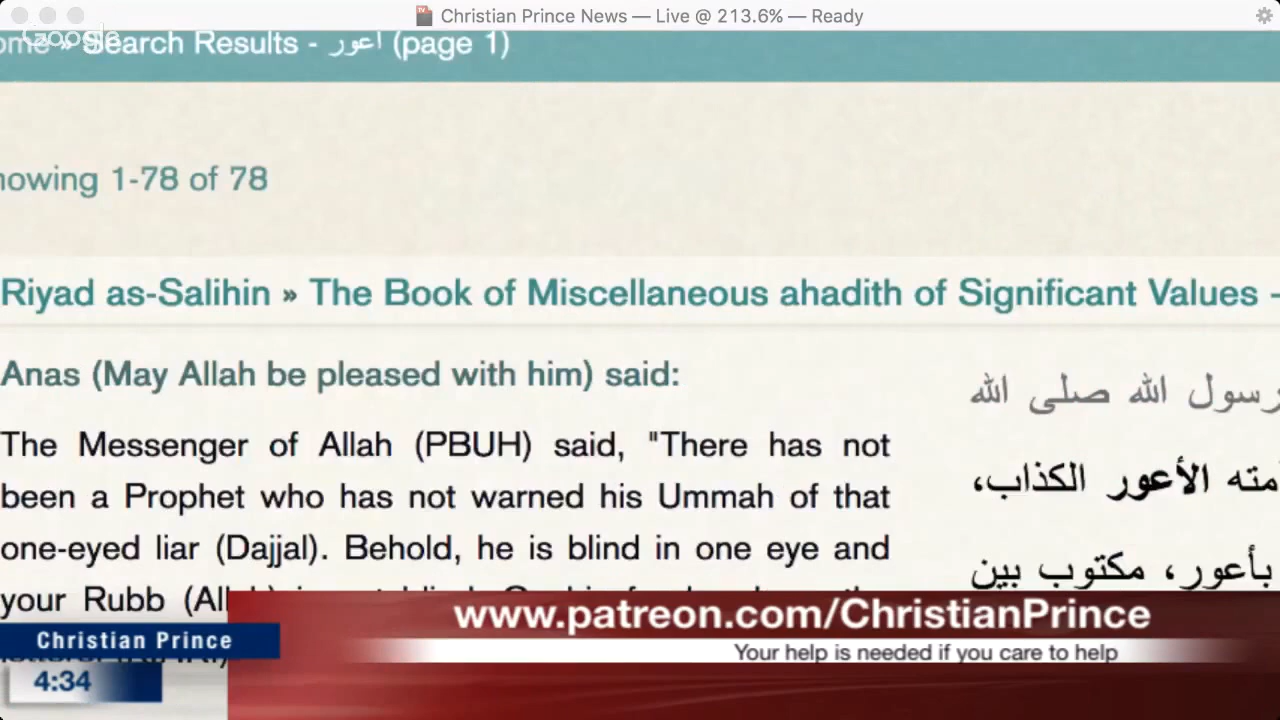 Christian Prince News — Live @ 213.6% — Ready
Google
ome » Search Results - اعور (page 1)
howing 1-78 of 78
Riyad as-Salihin » The Book of Miscellaneous ahadith of Significant Values -
Anas (May Allah be pleased with him) said:
رسول الله صلى الله
The Messenger of Allah (PBUH) said, "There has not
been a Prophet who has not warned his Ummah of that
مته الأعور الكذاب،
one-eyed liar (Dajjal). Behold, he is blind in one eye and
بأعور، مكتوب بين
your Rubb (All
www.patreon.com/ChristianPrince
Christian Prince
Your help is needed if you care to help
4:34